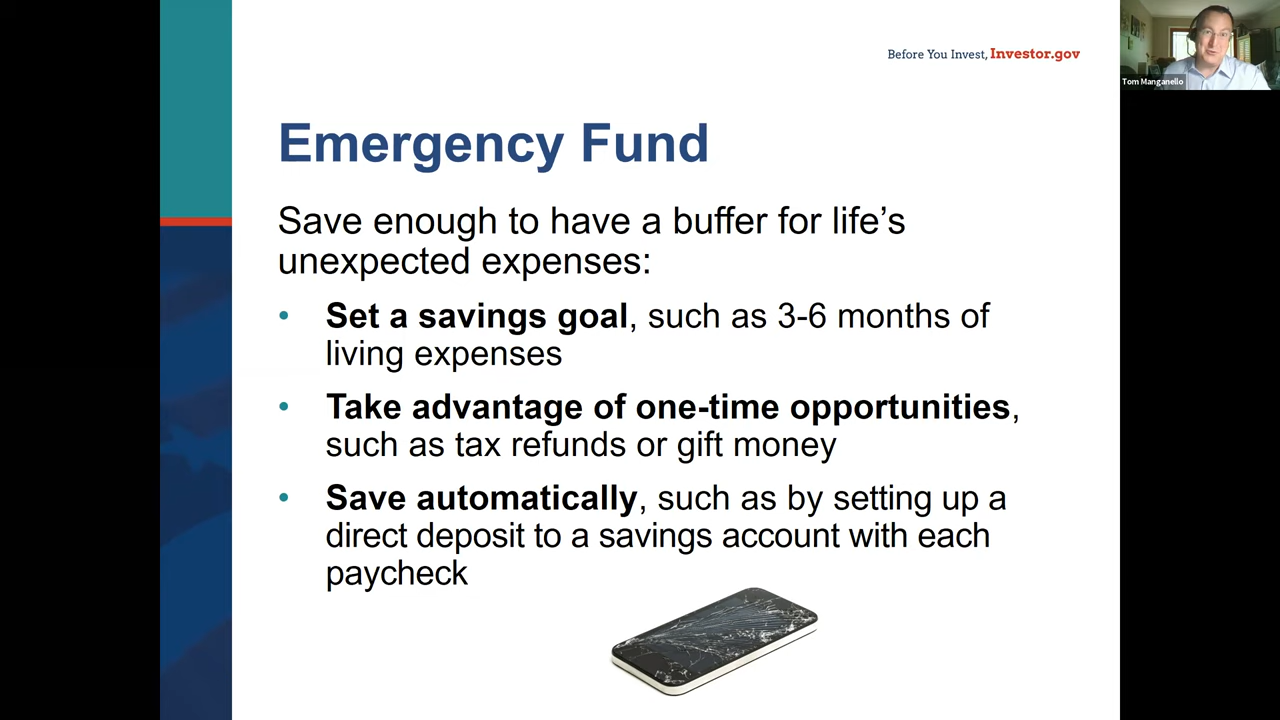 Before You Invest, Investor.gov
Tom Manganello
Emergency Fund
Save enough to have a buffer for life’s
unexpected expenses:
• Set a savings goal, such as 3-6 months of
living expenses
• Take advantage of one-time opportunities,
such as tax refunds or gift money
• Save automatically, such as by setting up a
direct deposit to a savings account with each
paycheck